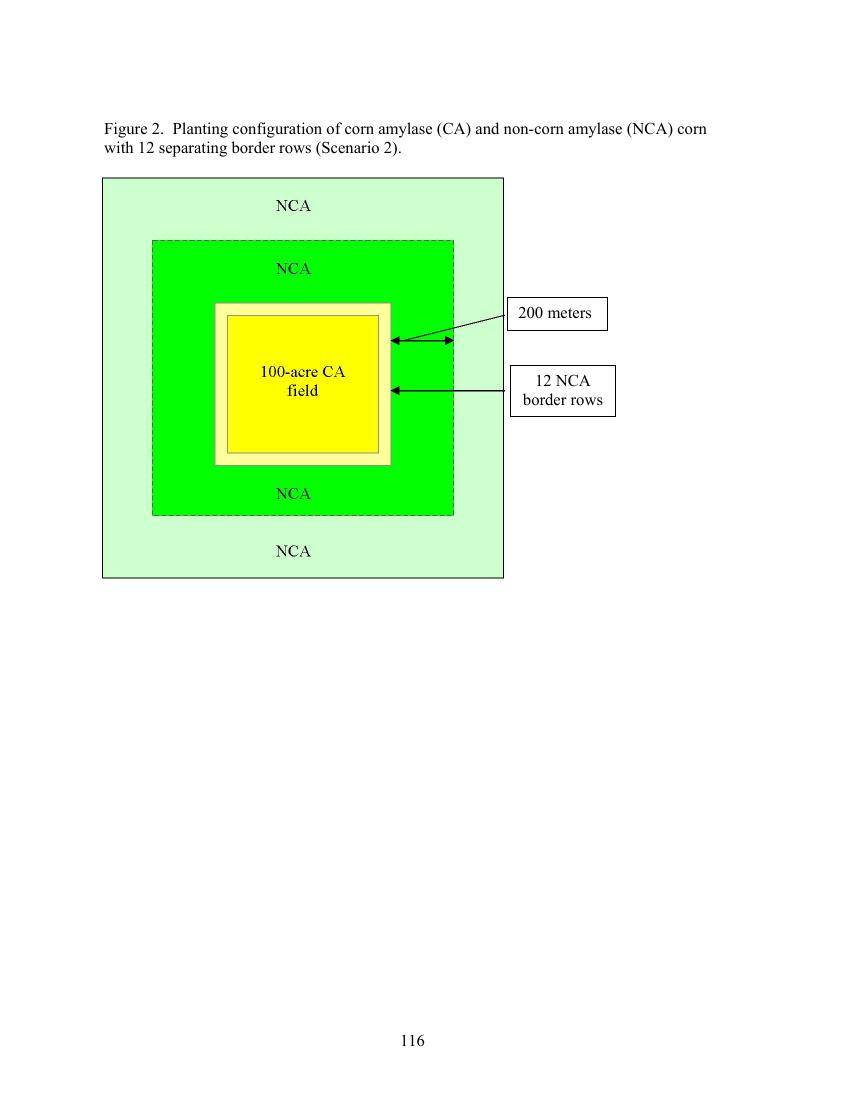 Figure 2.  Planting configuration of corn amylase (CA) and non-corn amylase (NCA) corn
with 12 separating border rows (Scenario 2).
NCA
NCA
200 meters
100-acre CA
field
12 NCA
border rows
NCA
NCA
116